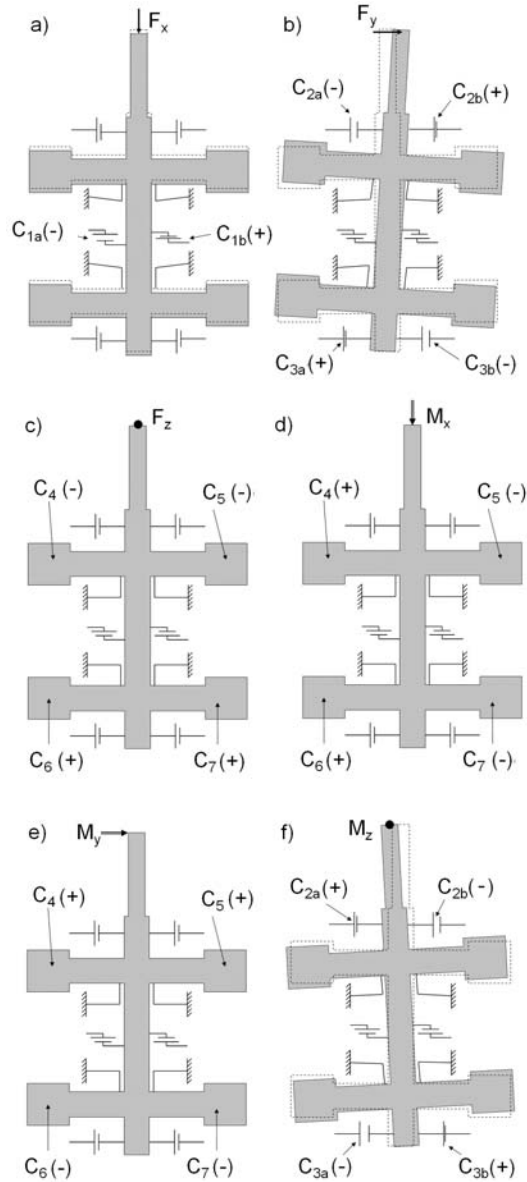 a)
F_x
b)
F_y
C_2a(-)
C_2b(+)
C_1a(-)
C_1b(+)
C_3a(+)
C_3b(-)
c)
F_z
d)
M_x
C_4 (-)
C_5 (-)
C_4 (+)
C_5 (-)
C_6 (+)
C_7 (+)
C_6 (+)
C_7 (-)
e)
M_y
f)
M_z
C_4 (+)
C_5 (+)
C_2a(+)
C_2b(-)
C_6 (-)
C_7 (-)
C_3a(-)
C_3b(+)